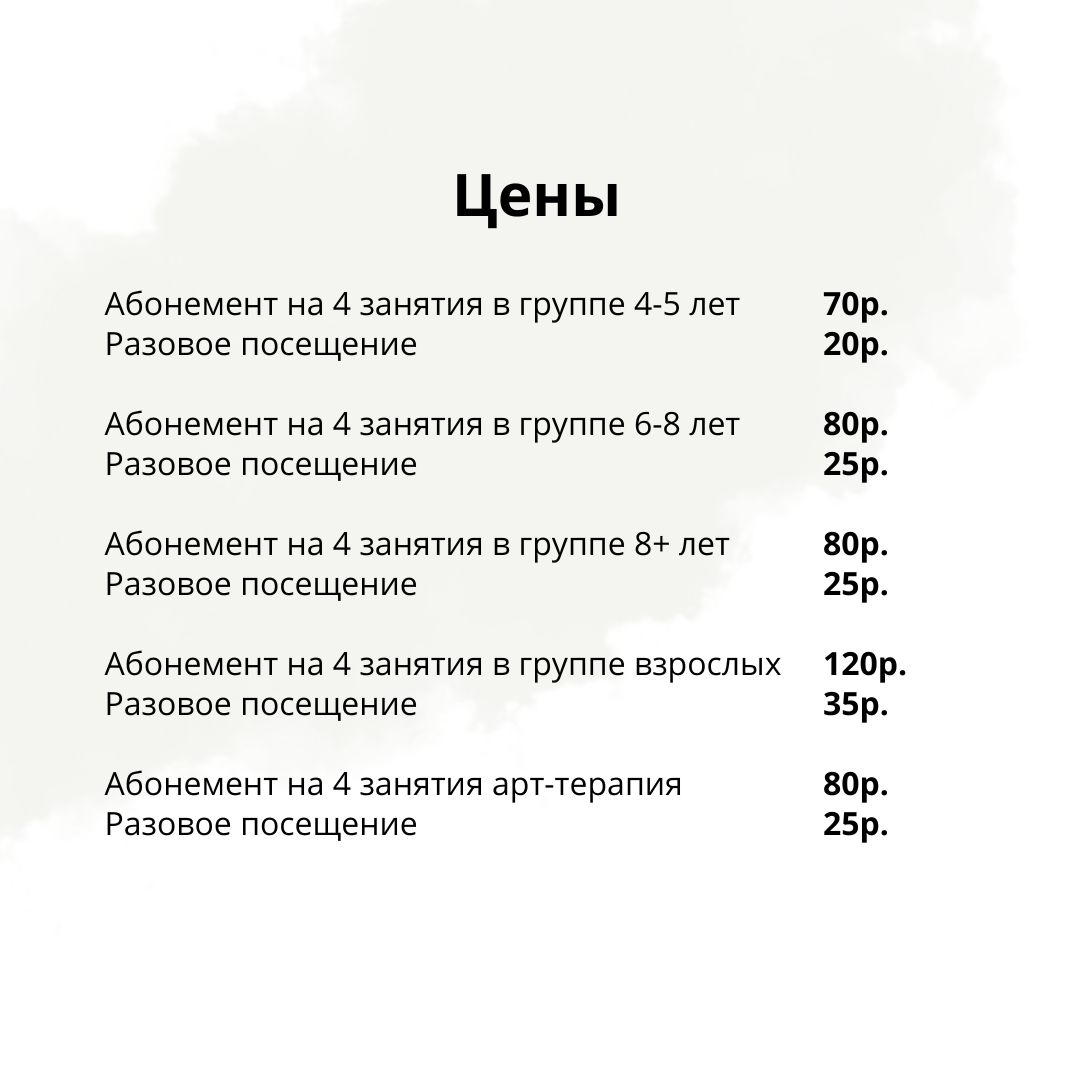 Цены
Абонемент на 4 занятия в группе 4-5 лет 70р.
Разовое посещение 20р.
Абонемент на 4 занятия в группе 6-8 лет 80р.
Разовое посещение 25р.
Абонемент на 4 занятия в группе 8+ лет 80р.
Разовое посещение 25р.
Абонемент на 4 занятия в группе взрослых 120р.
Разовое посещение 35р.
Абонемент на 4 занятия арт-терапия 80р.
Разовое посещение 25р.